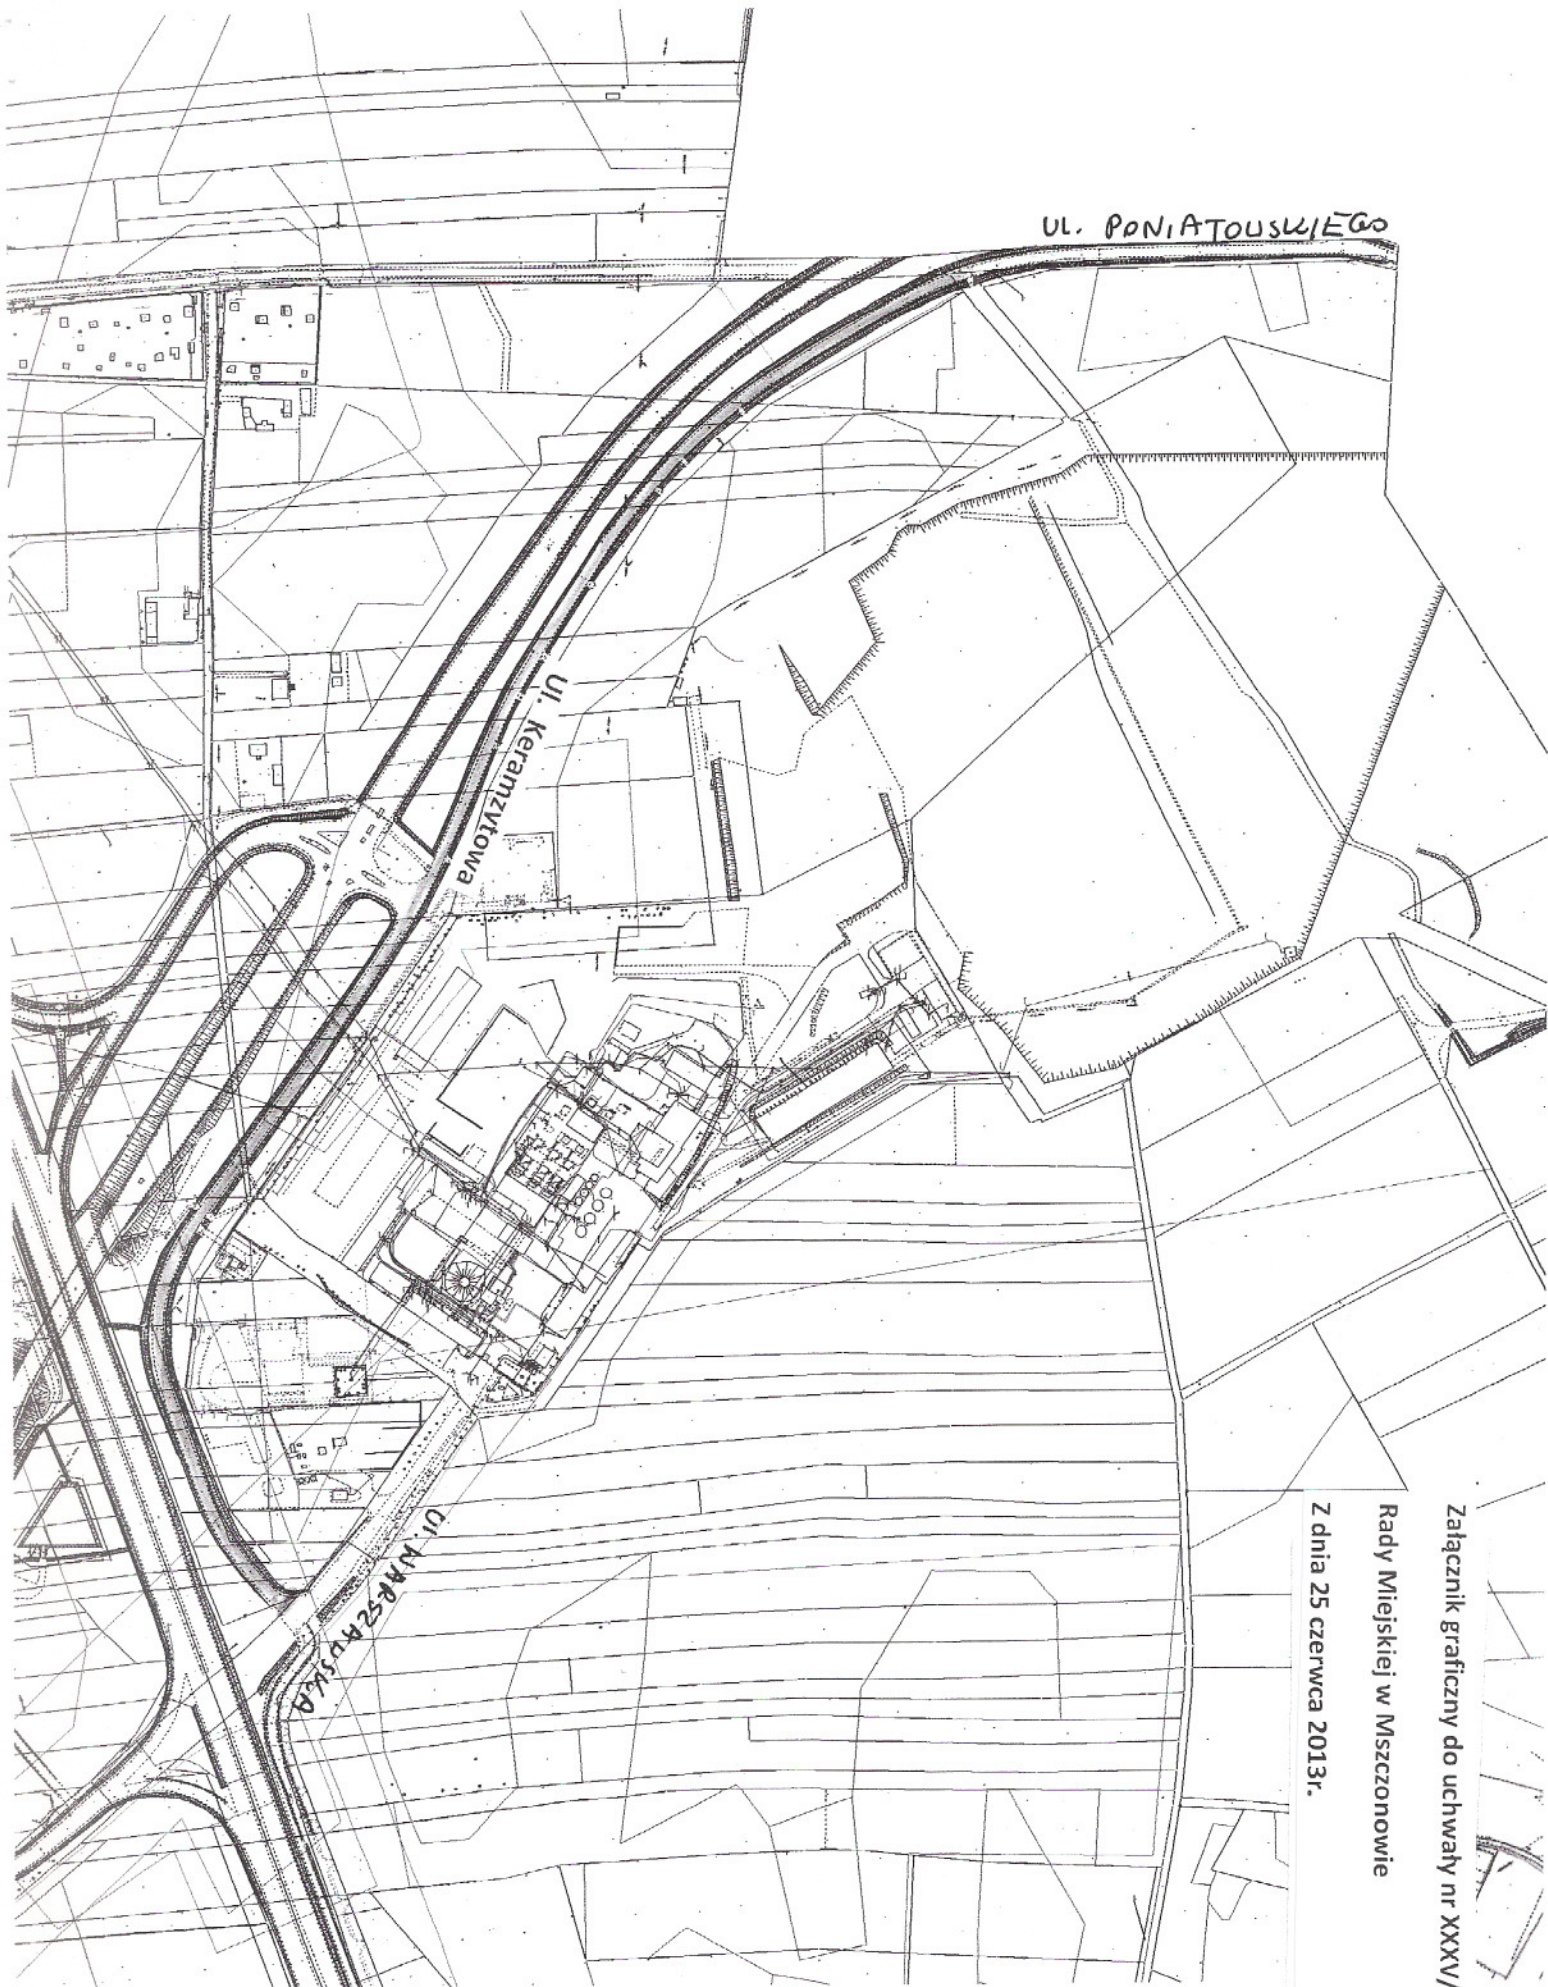 UL. PONIATOWSKIEGO
Ul. Keramzytowa
Ul. WARSZAWSKA
Załącznik graficzny do uchwały nr XXXV/
Rady Miejskiej w Mszczonowie
Z dnia 25 czerwca 2013r.